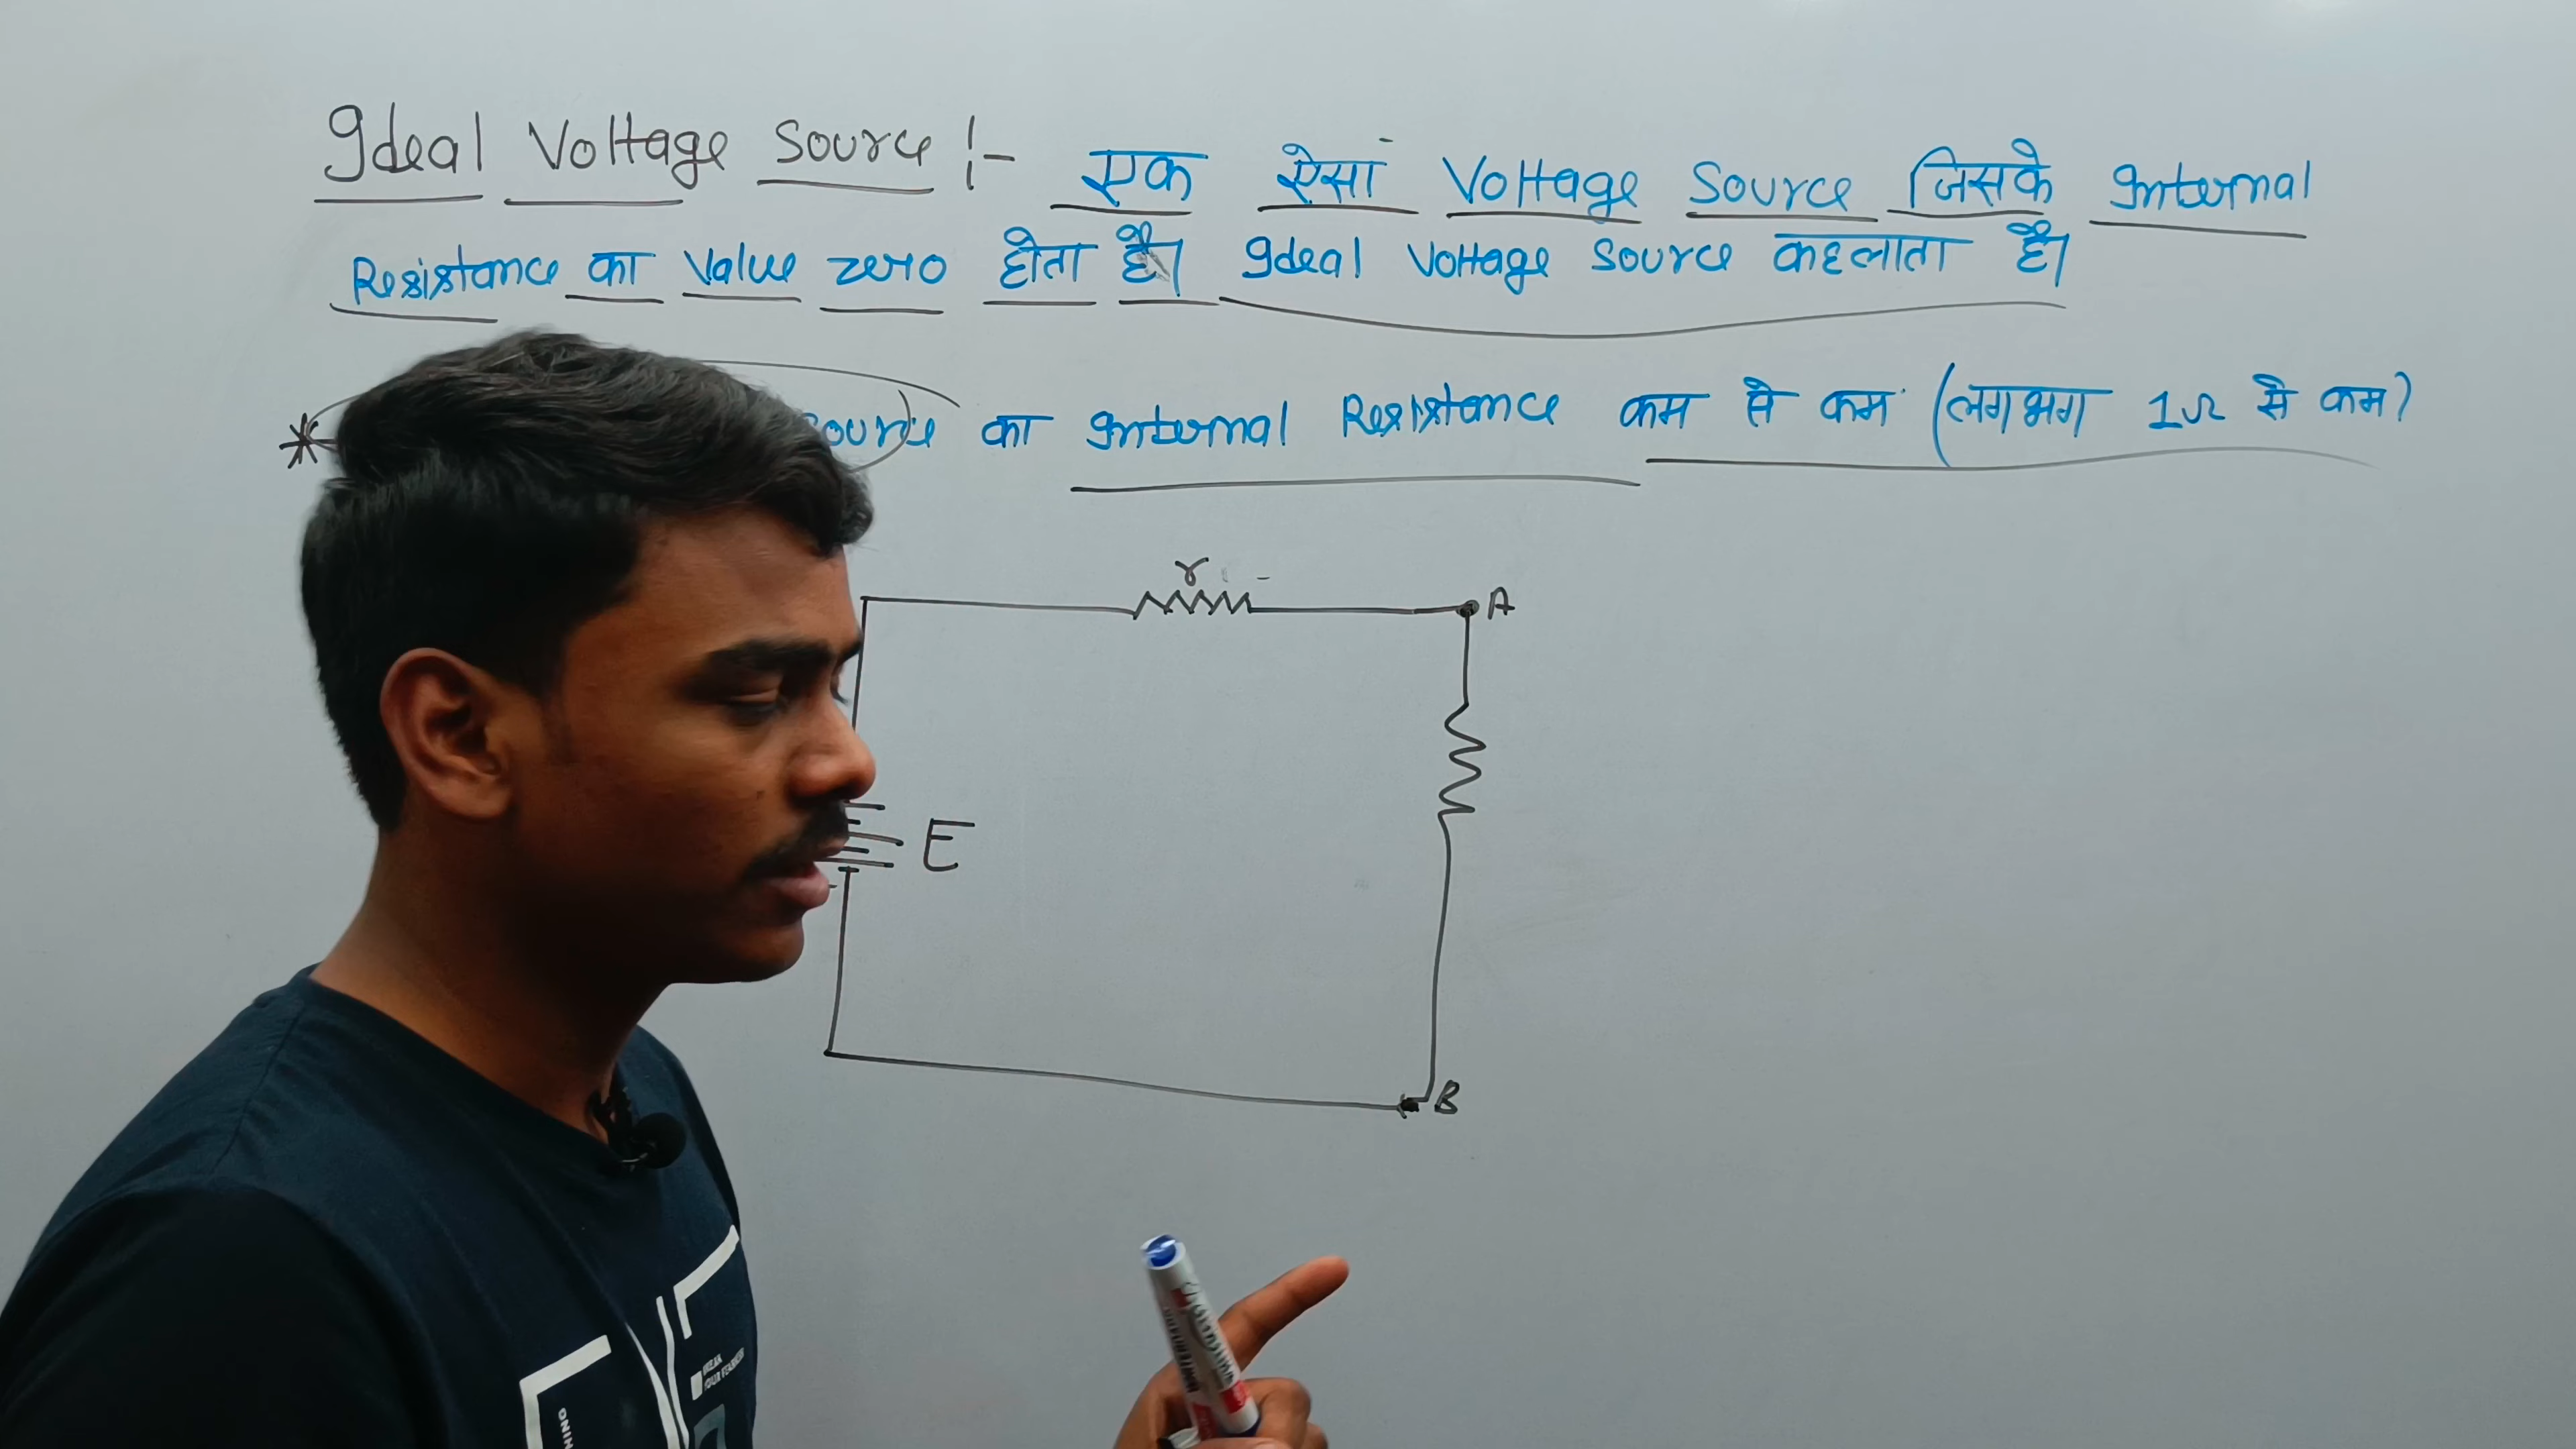 Ideal Voltage Source :- एक ऐसा Voltage Source जिसके Internal
Resistance का Value zero होता है। Ideal Voltage Source कहलाता है।
* ource का Internal Resistance कम से कम (लगभग 1Ω से कम)
r
A
E
B